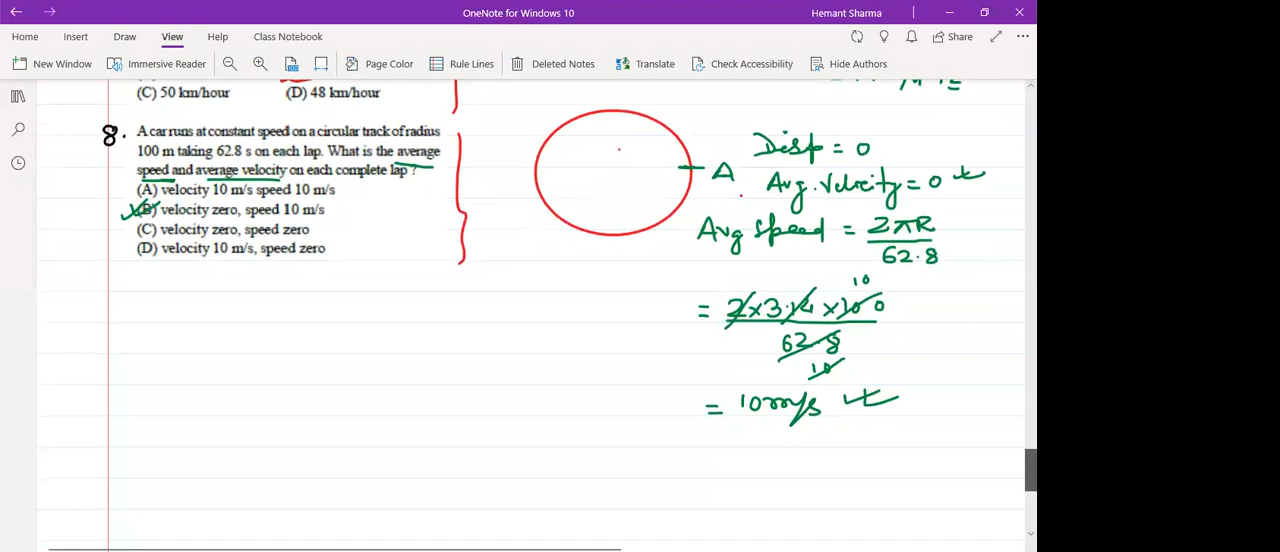 OneNote for Windows 10
Hemant Sharma
Home Insert Draw View Help Class Notebook
Share
New Window Immersive Reader Page Color Rule Lines Deleted Notes Translate Check Accessibility Hide Authors
(C) 50 km/hour (D) 48 km/hour
8. A car runs at constant speed on a circular track of radius
100 m taking 62.8 s on each lap. What is the average
speed and average velocity on each complete lap ?
(A) velocity 10 m/s speed 10 m/s
(B) velocity zero, speed 10 m/s
(C) velocity zero, speed zero
(D) velocity 10 m/s, speed zero
A
Disp = 0
Avg. Velocity = 0
Avg speed = 2πR
62.8
10
= 2x3.14 x100
62.8
10
= 10 m/s